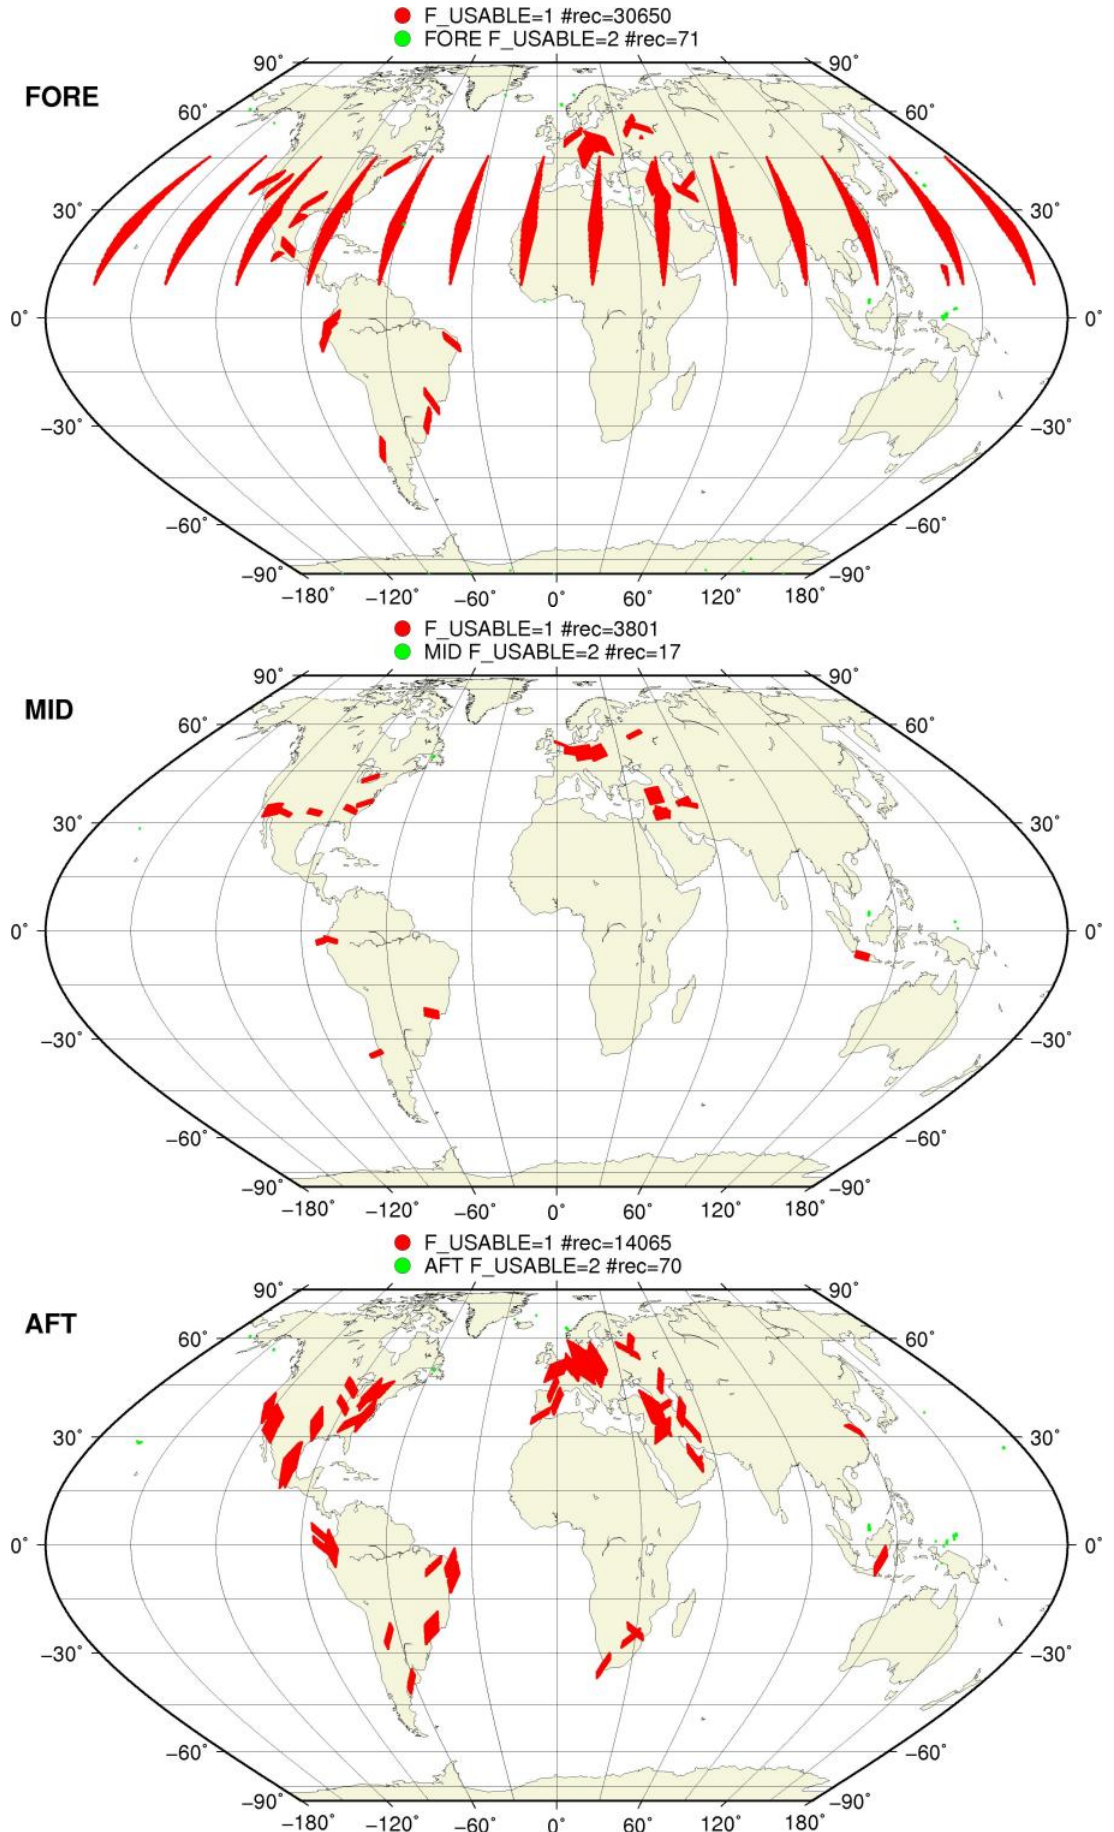 F_USABLE=1 #rec=30650
FORE F_USABLE=2 #rec=71
90° 90°
FORE
60° 60°
30° 30°
0° 0°
−30° −30°
−60° −60°
−90° −90°
−180° −120° −60° 0° 60° 120° 180°
F_USABLE=1 #rec=3801
MID F_USABLE=2 #rec=17
90° 90°
MID
60° 60°
30° 30°
0° 0°
−30° −30°
−60° −60°
−90° −90°
−180° −120° −60° 0° 60° 120° 180°
F_USABLE=1 #rec=14065
AFT F_USABLE=2 #rec=70
90° 90°
AFT
60° 60°
30° 30°
0° 0°
−30° −30°
−60° −60°
−90° −90°
−180° −120° −60° 0° 60° 120° 180°